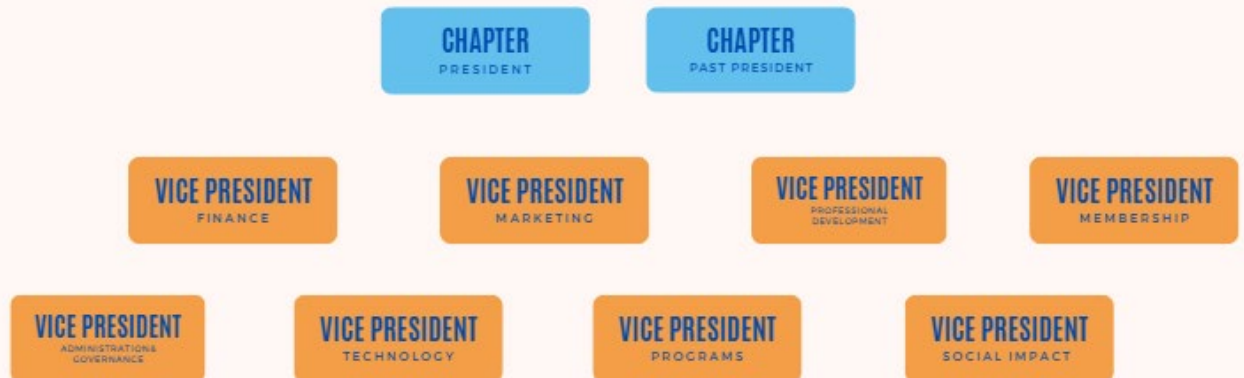 CHAPTER
PRESIDENT
CHAPTER
PAST PRESIDENT
VICE PRESIDENT
FINANCE
VICE PRESIDENT
MARKETING
VICE PRESIDENT
PROFESSIONAL
DEVELOPMENT
VICE PRESIDENT
MEMBERSHIP
VICE PRESIDENT
ADMINISTRATION&
GOVERNANCE
VICE PRESIDENT
TECHNOLOGY
VICE PRESIDENT
PROGRAMS
VICE PRESIDENT
SOCIAL IMPACT